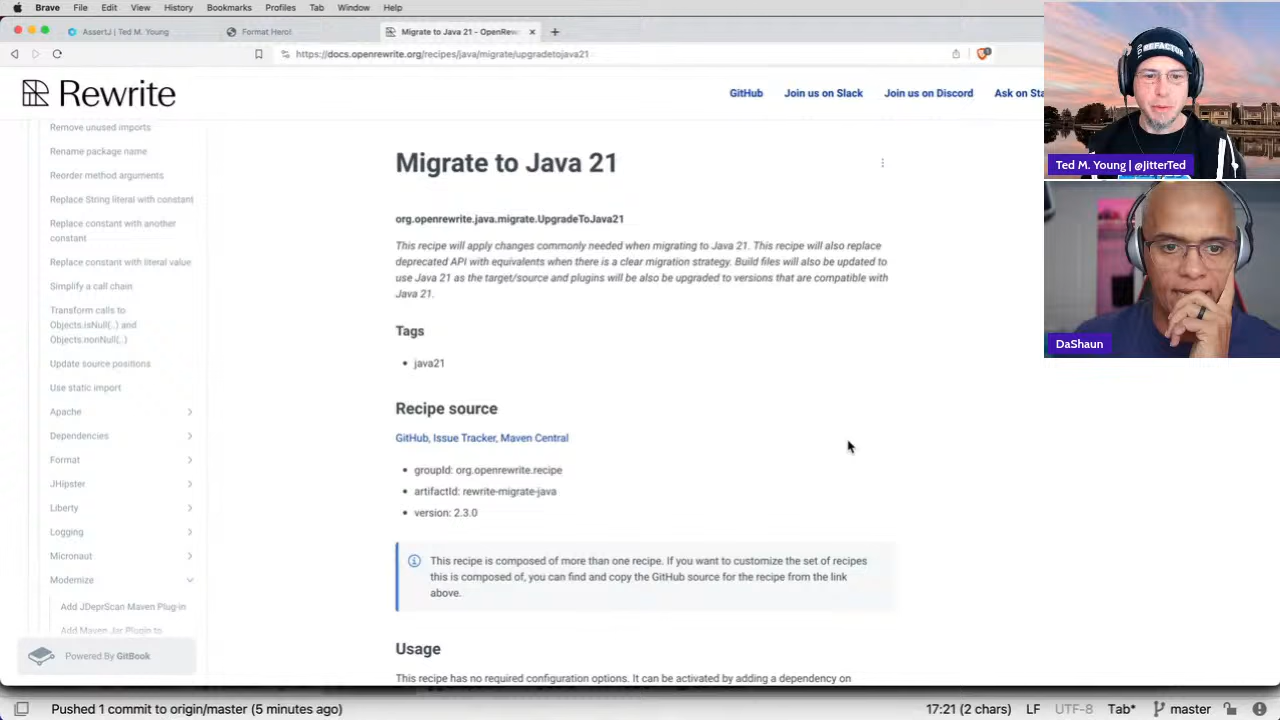 Brave File Edit View History Bookmarks Profiles Tab Window Help
AssertJ | Ted M. Young
Format Hero!
Migrate to Java 21 - OpenRew
https://docs.openrewrite.org/recipes/java/migrate/upgradetojava21
Rewrite
GitHub
Join us on Slack
Join us on Discord
Ask on Sta
REFACTOR
Ted M. Young | @JitterTed
DaShaun
Remove unused imports
Rename package name
Reorder method arguments
Replace String literal with constant
Replace constant with another
constant
Replace constant with literal value
Simplify a call chain
Transform calls to
Objects.isNull(..) and
Objects.nonNull(..)
Update source positions
Use static import
Apache
Dependencies
Format
JHipster
Liberty
Logging
Micronaut
Modernize
Add JDeprScan Maven Plug-in
Add Maven Jar Plugin to
Powered By GitBook
Migrate to Java 21
org.openrewrite.java.migrate.UpgradeToJava21
This recipe will apply changes commonly needed when migrating to Java 21. This recipe will also replace
deprecated API with equivalents when there is a clear migration strategy. Build files will also be updated to
use Java 21 as the target/source and plugins will be also be upgraded to versions that are compatible with
Java 21.
Tags
java21
Recipe source
GitHub, Issue Tracker, Maven Central
groupId: org.openrewrite.recipe
artifactId: rewrite-migrate-java
version: 2.3.0
This recipe is composed of more than one recipe. If you want to customize the set of recipes
this is composed of, you can find and copy the GitHub source for the recipe from the link
above.
Usage
This recipe has no required configuration options. It can be activated by adding a dependency on
Pushed 1 commit to origin/master (5 minutes ago)
17:21 (2 chars) LF UTF-8 Tab* master